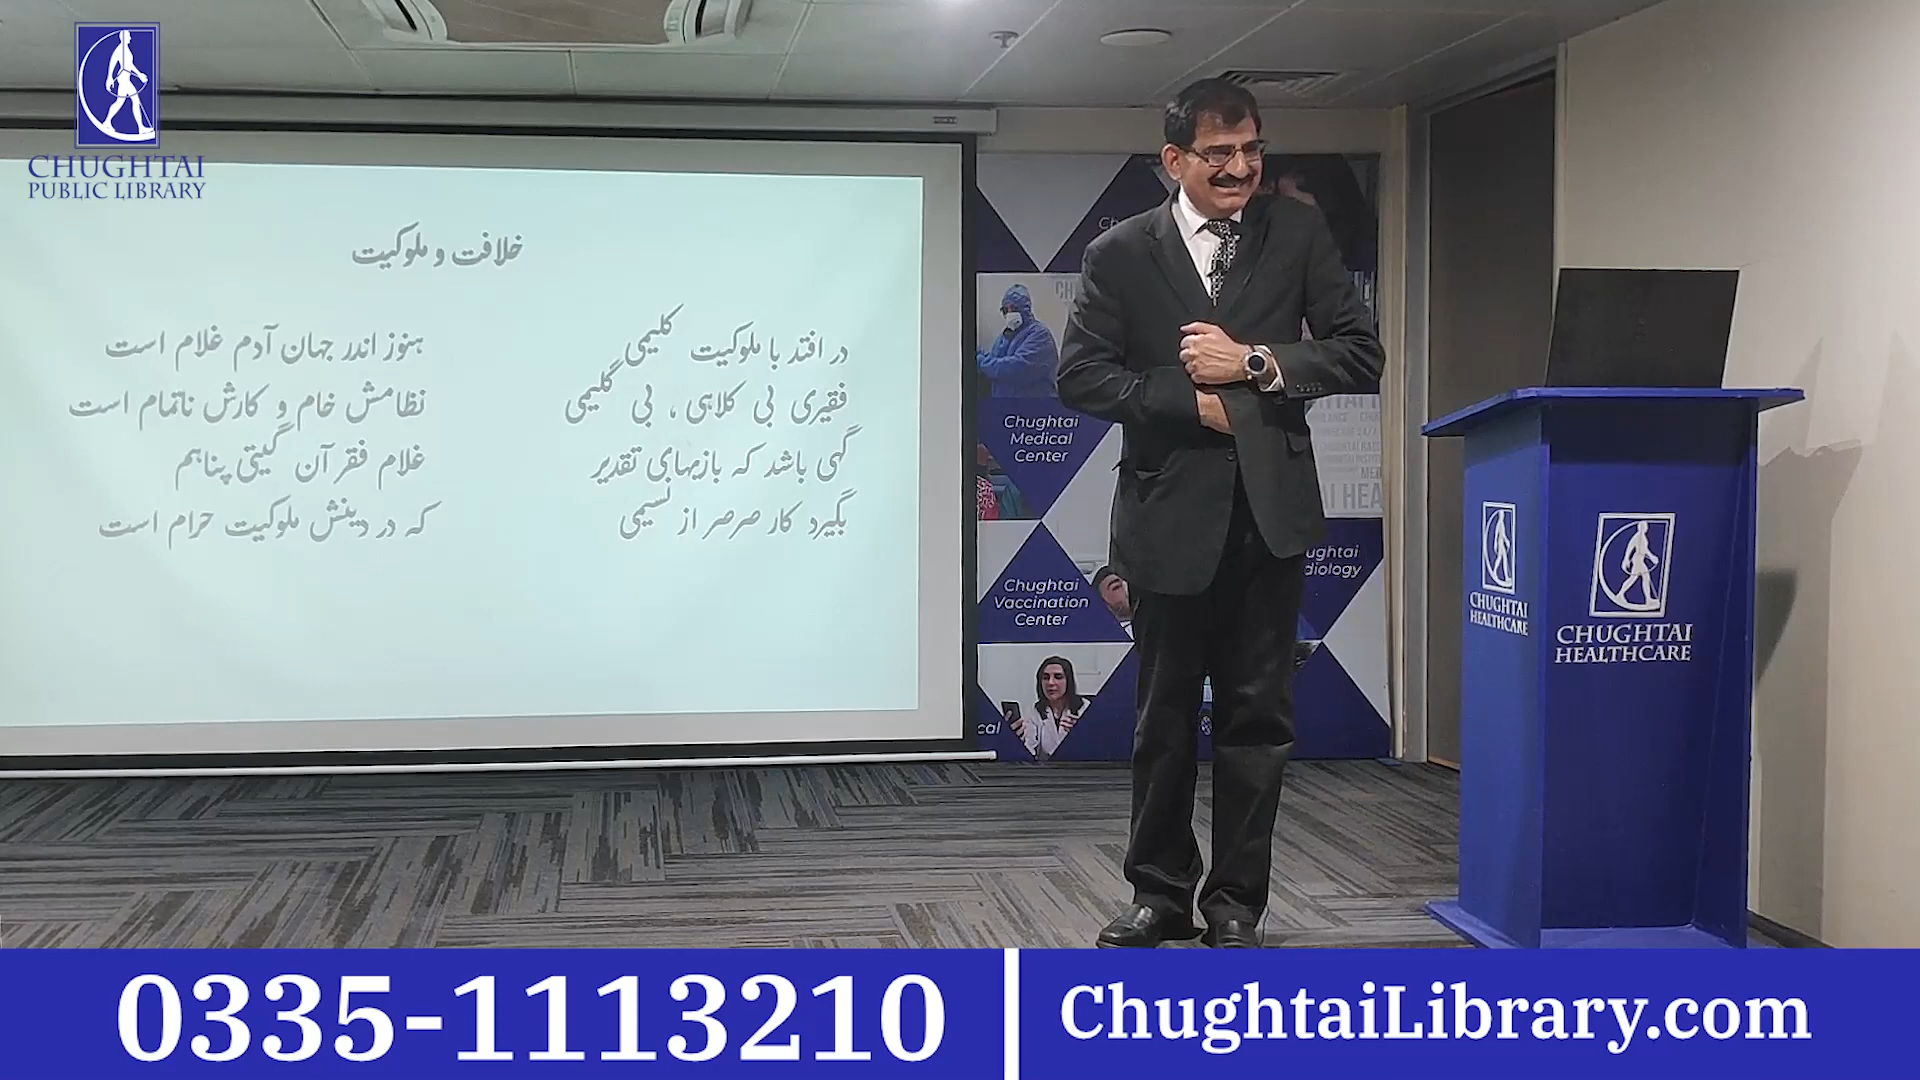 CHUGHTAI
PUBLIC LIBRARY
خلافت و ملوکیت
در افتد با ملوکیت کلیمی
فقیری بی کلاهی ، بی گلیمی
گہی باشد کہ بازیہای تقدیر
بگیرد کار صرصر از نسیمی
ہنوز اندر جہان آدم غلام است
نظامش خام و کارش ناتمام است
غلام فقر آن گیتی پناہم
کہ در دینش ملوکیت حرام است
Chughtai
Medical
Center
Chughtai
Vaccination
Center
CHUGHTAI
HEALTHCARE
CHUGHTAI
HEALTHCARE
0335-1113210
ChughtaiLibrary.com